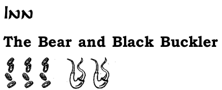 Inn
The Bear and Black Buckler